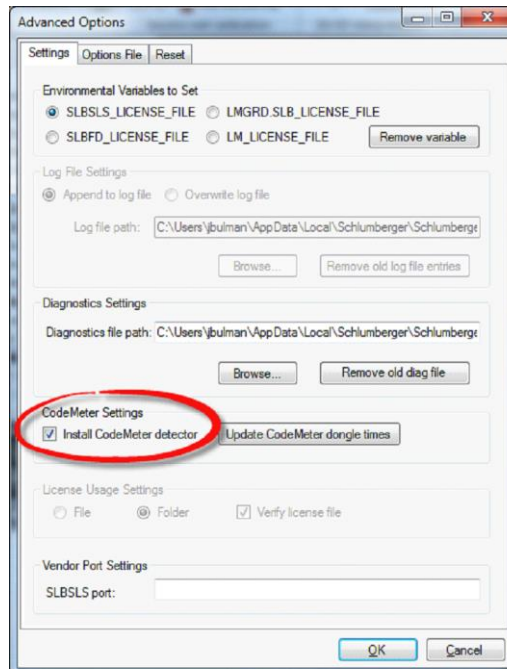 Advanced Options
Settings Options File Reset
Environmental Variables to Set
SLBSLS_LICENSE_FILE LMGRD.SLB_LICENSE_FILE
SLBFD_LICENSE_FILE LM_LICENSE_FILE Remove variable
Log File Settings
Append to log file Overwrite log file
Log file path: C:\Users\jbulman\AppData\Local\Schlumberger\Schlumberge
Browse... Remove old log file entries
Diagnostics Settings
Diagnostics file path: C:\Users\jbulman\AppData\Local\Schlumberger\Schlumberge
Browse... Remove old diag file
CodeMeter Settings
Install CodeMeter detector Update CodeMeter dongle times
License Usage Settings
File Folder Verify license file
Vendor Port Settings
SLBSLS port:
OK Cancel